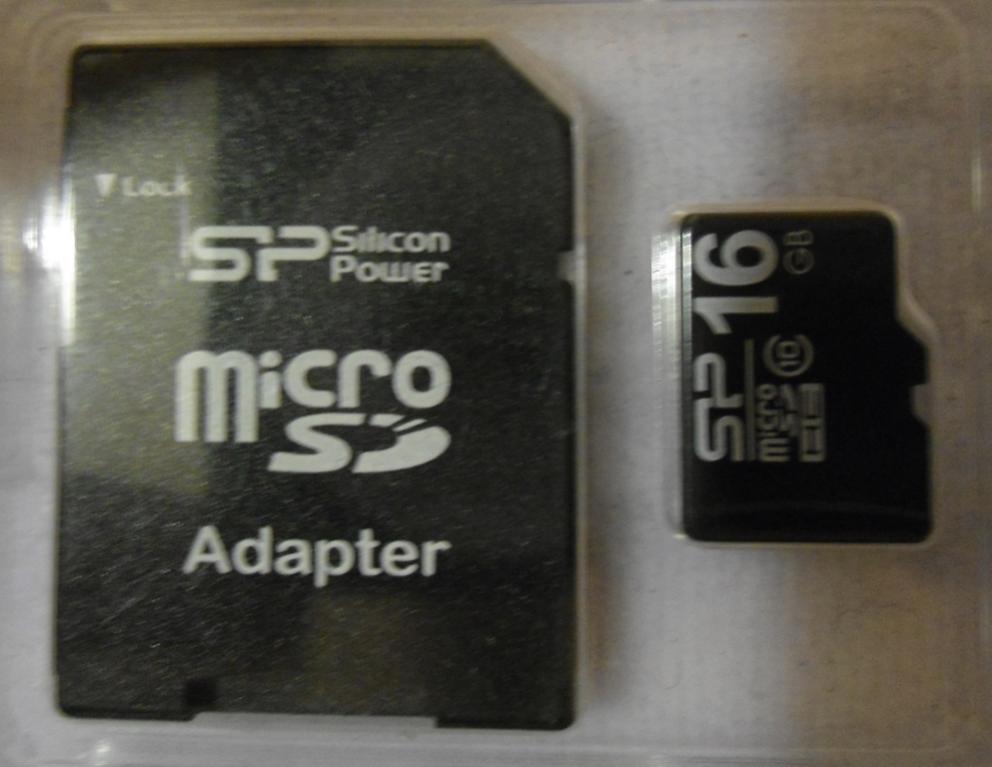 Lock
SP Silicon
Power
micro
SD
Adapter
SP 16
GB
micro
SD
HC
10